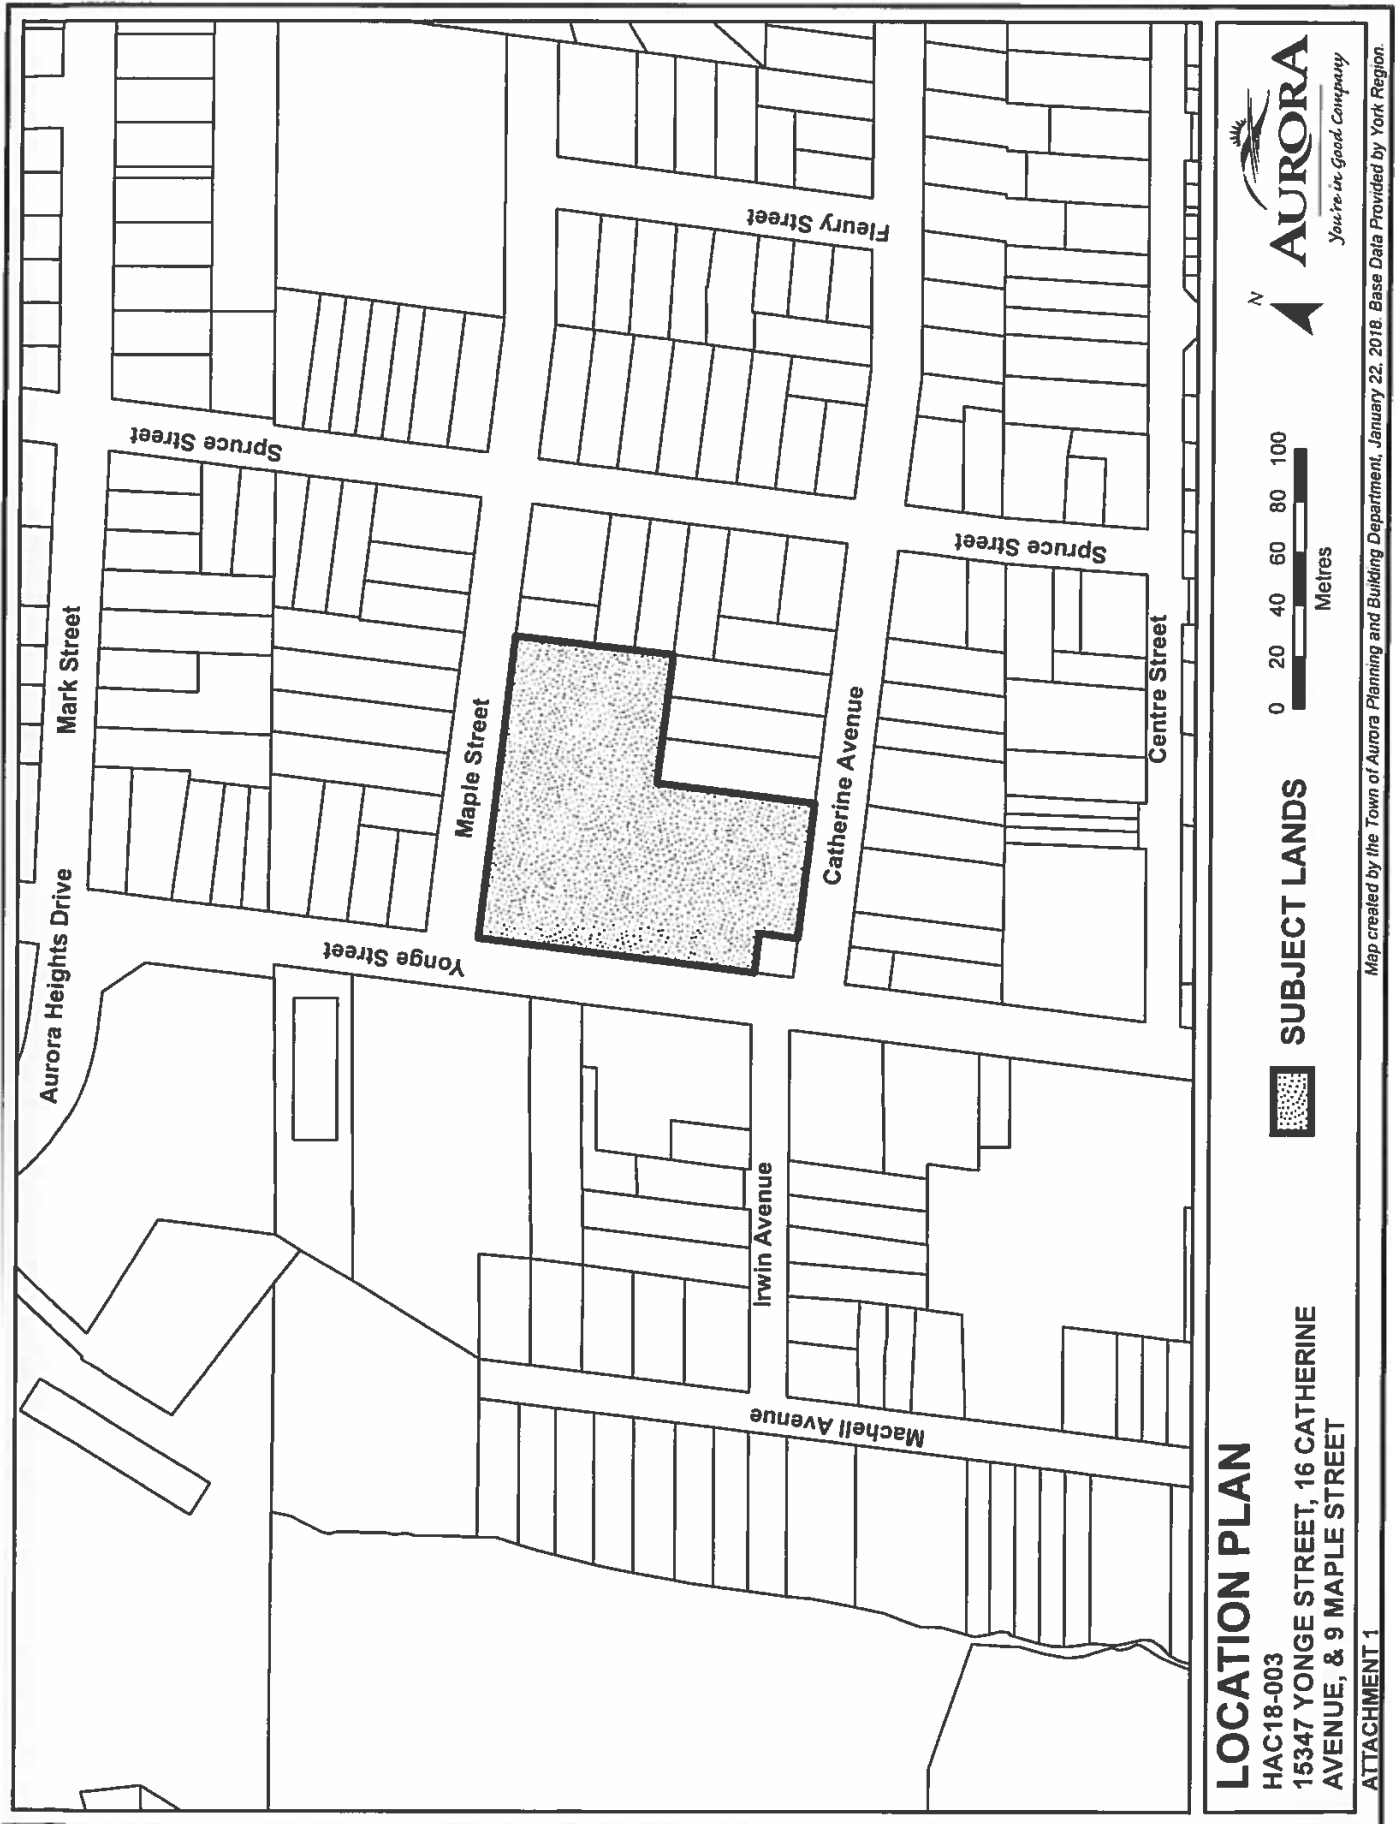 Aurora Heights Drive
Mark Street
Spruce Street
Yonge Street
Maple Street
Fleury Street
Catherine Avenue
Spruce Street
Irwin Avenue
Centre Street
Machell Avenue
LOCATION PLAN
HAC18-003
15347 YONGE STREET, 16 CATHERINE
AVENUE, & 9 MAPLE STREET
ATTACHMENT 1
SUBJECT LANDS
0 20 40 60 80 100
Metres
N
AURORA
You're in Good Company
Map created by the Town of Aurora Planning and Building Department, January 22, 2018. Base Data Provided by York Region.